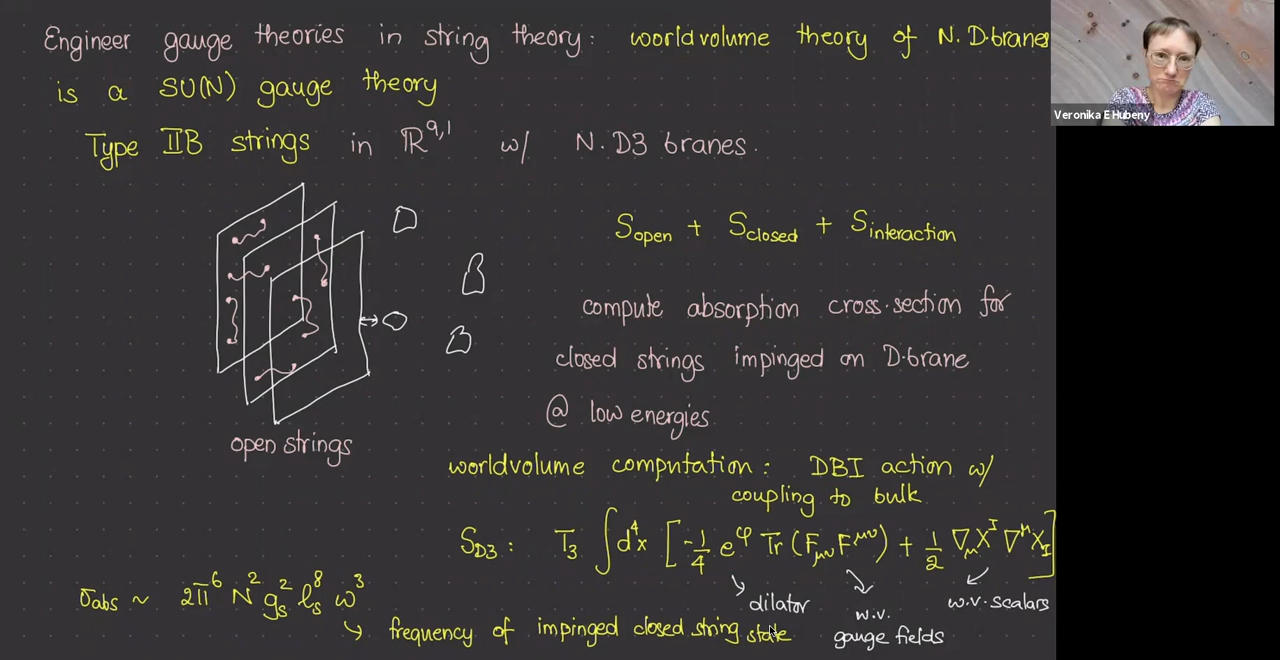 Engineer gauge theories in string theory: worldvolume theory of N. D-branes
is a SU(N) gauge theory
Type IIB strings in ℝ^{9,1} w/ N. D3 branes.
Veronika E Hubeny
S_open + S_closed + S_interaction
compute absorption cross-section for
closed strings impinged on D-brane
@ low energies
open strings
worldvolume computation: DBI action w/
coupling to bulk
S_D3 : T_3 ∫ d^4x [ -1/4 e^φ Tr (F_μν F^μν) + 1/2 ∇_μ X^I ∇^μ X_I ]
dilator
w.v. gauge fields
w.v. scalars
σ_abs ~ 2π^6 N^2 g_s^2 l_s^8 ω^3
↳ frequency of impinged closed string state